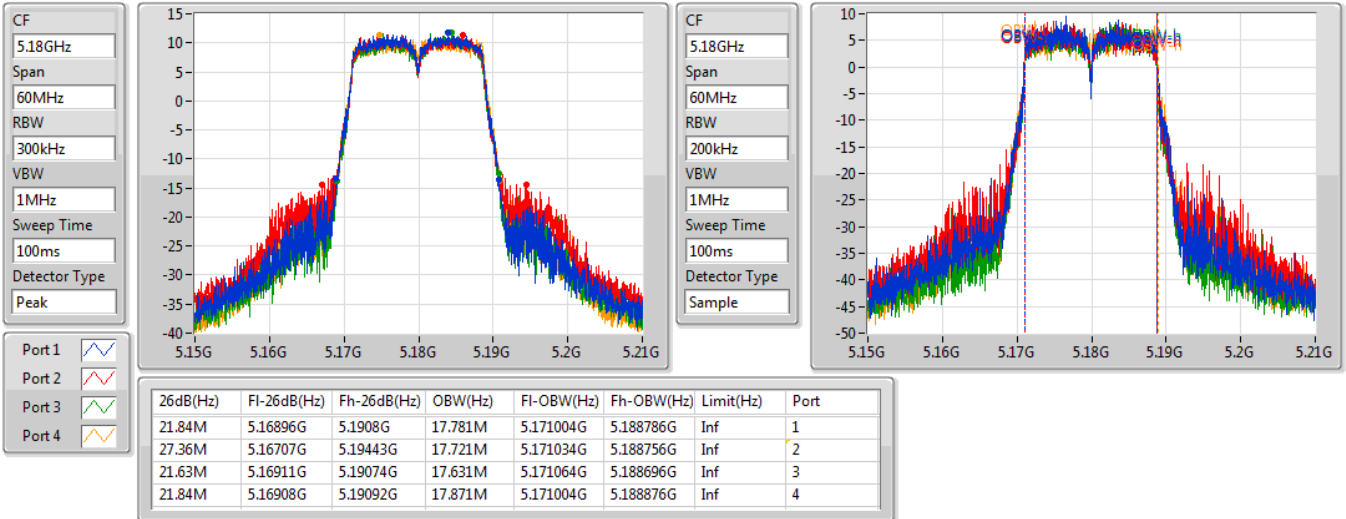 CF
5.18GHz
Span
60MHz
RBW
300kHz
VBW
1MHz
Sweep Time
100ms
Detector Type
Peak
15
10
5
0
-5
-10
-15
-20
-25
-30
-35
-40
5.15G 5.16G 5.17G 5.18G 5.19G 5.2G 5.21G
CF
5.18GHz
Span
60MHz
RBW
200kHz
VBW
1MHz
Sweep Time
100ms
Detector Type
Sample
10
5
0
-5
-10
-15
-20
-25
-30
-35
-40
-45
-50
5.15G 5.16G 5.17G 5.18G 5.19G 5.2G 5.21G
Port 1
Port 2
Port 3
Port 4
26dB(Hz) Fl-26dB(Hz) Fh-26dB(Hz) OBW(Hz) Fl-OBW(Hz) Fh-OBW(Hz) Limit(Hz) Port
21.84M 5.16896G 5.1908G 17.781M 5.171004G 5.188786G Inf 1
27.36M 5.16707G 5.19443G 17.721M 5.171034G 5.188756G Inf 2
21.63M 5.16911G 5.19074G 17.631M 5.171064G 5.188696G Inf 3
21.84M 5.16908G 5.19092G 17.871M 5.171004G 5.188876G Inf 4